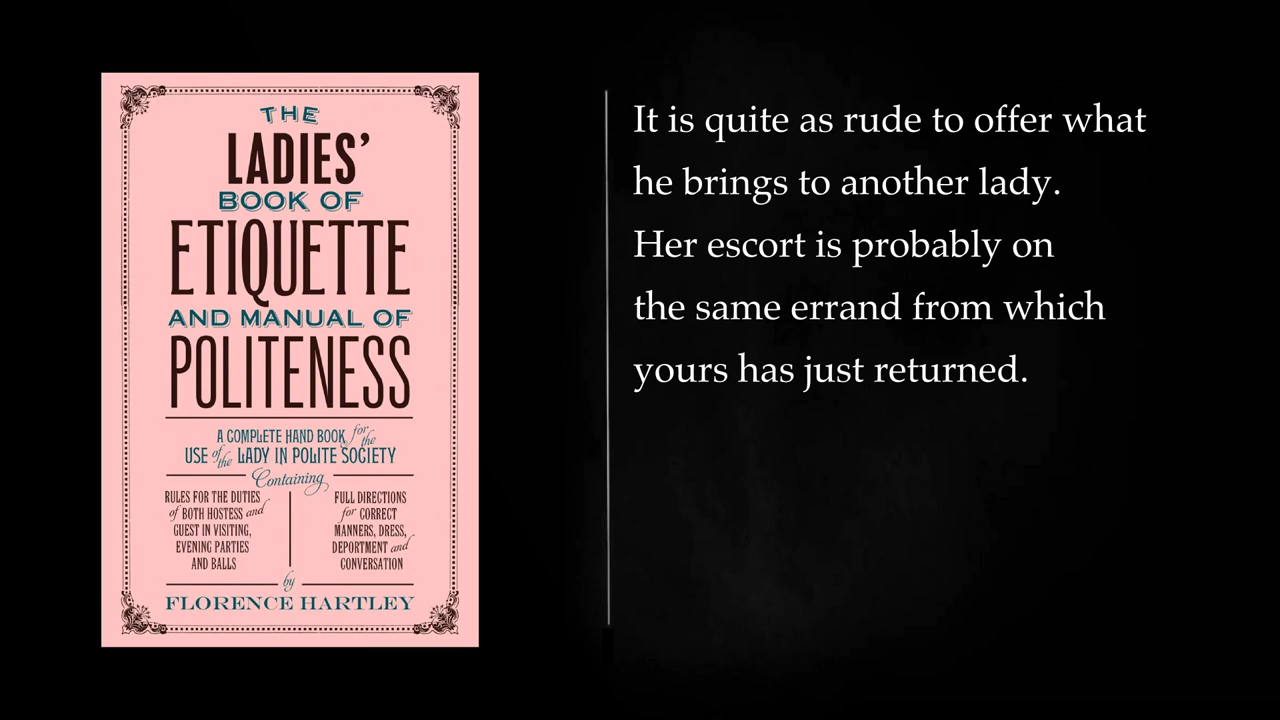 THE
LADIES'
BOOK OF
ETIQUETTE
AND MANUAL OF
POLITENESS
A COMPLETE HAND BOOK for the
USE of the LADY IN POLITE SOCIETY
Containing
RULES FOR THE DUTIES
of BOTH HOSTESS and
GUEST IN VISITING,
EVENING PARTIES
AND BALLS
FULL DIRECTIONS
for CORRECT
MANNERS, DRESS,
DEPORTMENT and
CONVERSATION
by
FLORENCE HARTLEY
It is quite as rude to offer what
he brings to another lady.
Her escort is probably on
the same errand from which
yours has just returned.